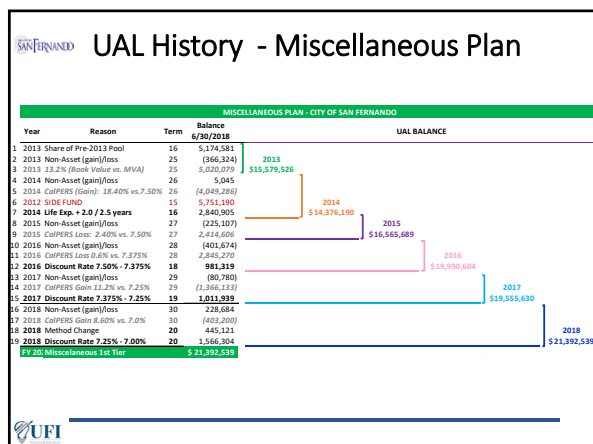 SAN FERNANDO
UAL History - Miscellaneous Plan
MISCELLANEOUS PLAN - CITY OF SAN FERNANDO
Year Reason Term Balance 6/30/2018 UAL BALANCE
1 2013 Share of Pre-2013 Pool 16 5,174,581
2 2013 Non-Asset (gain)/loss 25 (366,324) 2013
3 2013 13.2% (Book Value vs. MVA) 25 5,020,079 $15,579,526
4 2014 Non-Asset (gain)/loss 26 5,045
5 2014 CalPERS (Gain): 18.40% vs.7.50% 26 (4,049,286)
6 2012 SIDE FUND 15 5,751,190 2014
7 2014 Life Exp. + 2.0 / 2.5 years 16 2,840,905 $14,376,190
8 2015 Non-Asset (gain)/loss 27 (225,107) 2015
9 2015 CalPERS Loss: 2.40% vs 7.50% 27 2,414,606 $16,565,689
10 2016 Non-Asset (gain)/loss 28 (401,674) 2016
11 2016 CalPERS Loss 0.6% vs 7.375% 28 2,845,270 $19,990,604
12 2016 Discount Rate 7.50% - 7.375% 18 981,319
13 2017 Non-Asset (gain)/loss 29 (80,780) 2017
14 2017 CalPERS Gain 11.2% vs 7.25% 29 (1,366,133) $19,555,630
15 2017 Discount Rate 7.375% - 7.25% 19 1,011,939
16 2018 Non-Asset (gain)/loss 30 228,684
17 2018 CalPERS Gain 8.60% vs 7.0% 30 (403,200)
18 2018 Method Change 20 445,121 2018
19 2018 Discount Rate 7.25% - 7.00% 20 1,566,304 $21,392,539
FY 202 Misscelaneous 1st Tier $ 21,392,539
UFI